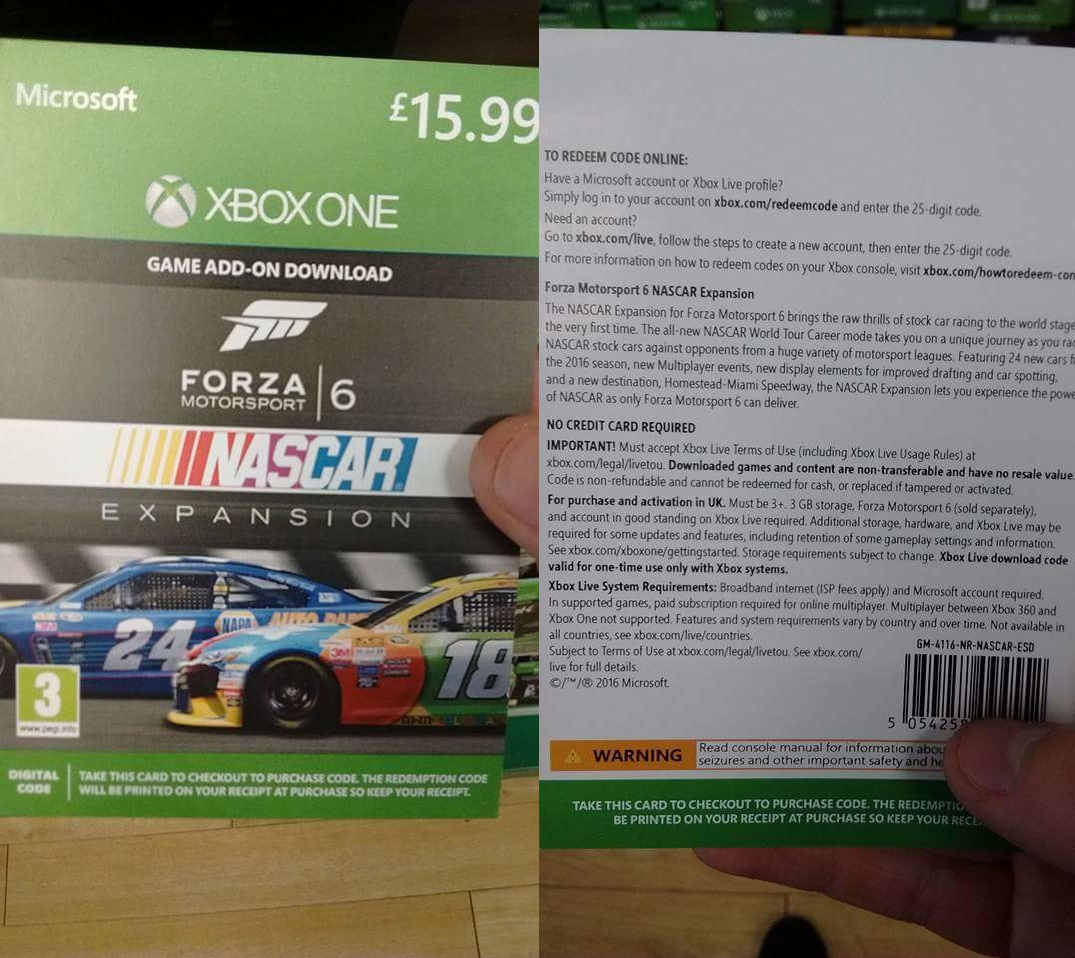 Microsoft
£15.99
XBOX ONE
GAME ADD-ON DOWNLOAD
FORZA
MOTORSPORT 6
NASCAR
EXPANSION
24
NAPA
3M
18
3
www.pegi.info
DIGITAL
CODE
TAKE THIS CARD TO CHECKOUT TO PURCHASE CODE. THE REDEMPTION CODE
WILL BE PRINTED ON YOUR RECEIPT AT PURCHASE SO KEEP YOUR RECEIPT.
TO REDEEM CODE ONLINE:
Have a Microsoft account or Xbox Live profile?
Simply log in to your account on xbox.com/redeemcode and enter the 25-digit code.
Need an account?
Go to xbox.com/live, follow the steps to create a new account, then enter the 25-digit code.
For more information on how to redeem codes on your Xbox console, visit xbox.com/howtoredeem-con
Forza Motorsport 6 NASCAR Expansion
The NASCAR Expansion for Forza Motorsport 6 brings the raw thrills of stock car racing to the world stage
the very first time. The all-new NASCAR World Tour Career mode takes you on a unique journey as you rac
NASCAR stock cars against opponents from a huge variety of motorsport leagues. Featuring 24 new cars f
the 2016 season, new Multiplayer events, new display elements for improved drafting and car spotting,
and a new destination, Homestead-Miami Speedway, the NASCAR Expansion lets you experience the powe
of NASCAR as only Forza Motorsport 6 can deliver.
NO CREDIT CARD REQUIRED
IMPORTANT! Must accept Xbox Live Terms of Use (including Xbox Live Usage Rules) at
xbox.com/legal/livetou. Downloaded games and content are non-transferable and have no resale value.
Code is non-refundable and cannot be redeemed for cash, or replaced if tampered or activated.
For purchase and activation in UK. Must be 3+. 3 GB storage, Forza Motorsport 6 (sold separately),
and account in good standing on Xbox Live required. Additional storage, hardware, and Xbox Live may be
required for some updates and features, including retention of some gameplay settings and information.
See xbox.com/xboxone/gettingstarted. Storage requirements subject to change. Xbox Live download code
valid for one-time use only with Xbox systems.
Xbox Live System Requirements: Broadband internet (ISP fees apply) and Microsoft account required.
In supported games, paid subscription required for online multiplayer. Multiplayer between Xbox 360 and
Xbox One not supported. Features and system requirements vary by country and over time. Not available in
all countries, see xbox.com/live/countries.
Subject to Terms of Use at xbox.com/legal/livetou. See xbox.com/
live for full details.
©/™/® 2016 Microsoft.
GM-4116-NR-NASCAR-ESD
5 05425
WARNING
Read console manual for information abou
seizures and other important safety and he
TAKE THIS CARD TO CHECKOUT TO PURCHASE CODE. THE REDEMPTIO
BE PRINTED ON YOUR RECEIPT AT PURCHASE SO KEEP YOUR RECE